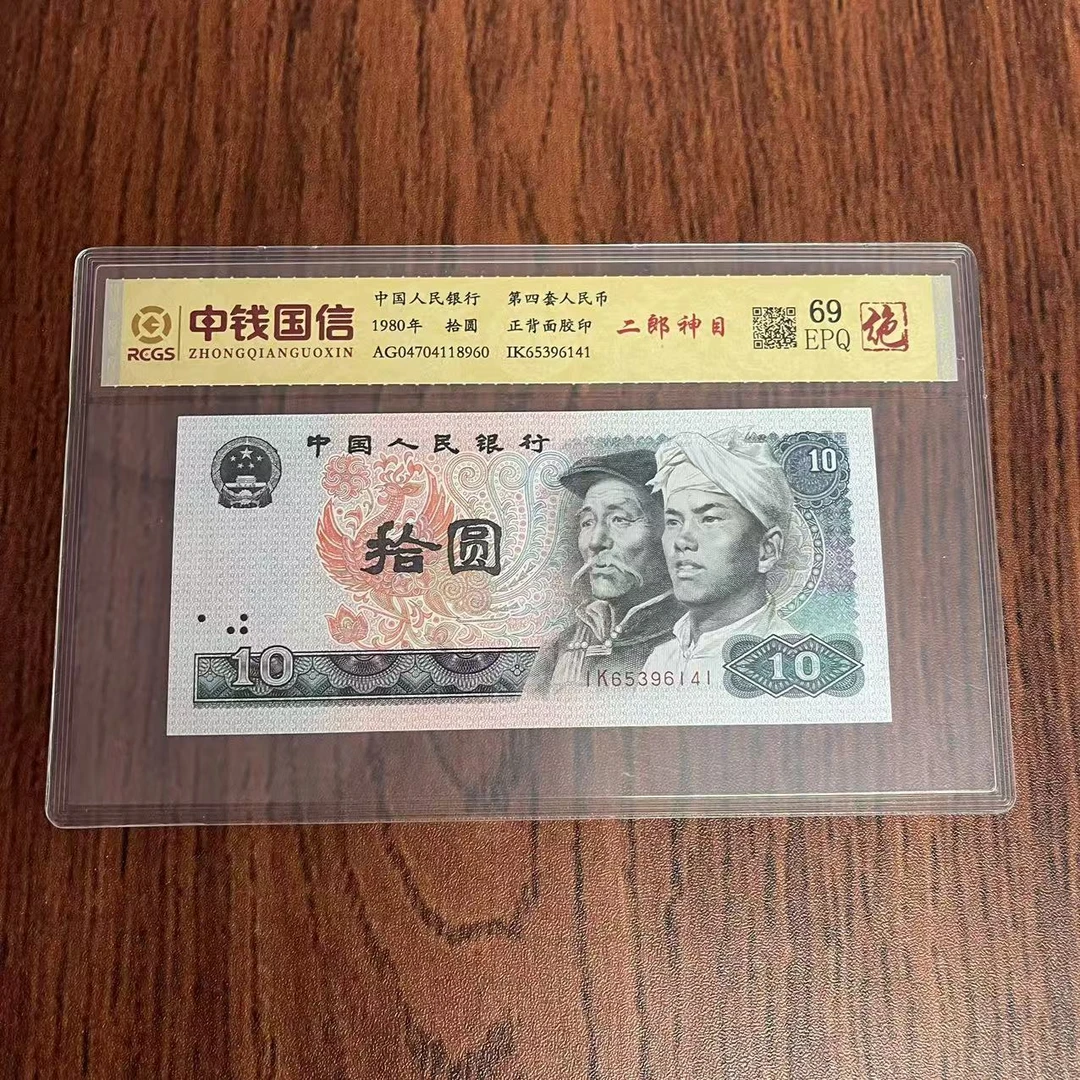 RCGS
中钱国信
ZHONGQIANGUOXIN
中国人民银行 第四套人民币
1980年 拾圆 正背面胶印
AG04704118960 IK65396141
二郎神目
69
EPQ
绝
中国人民银行
10
拾圆
10
IK65396141
10